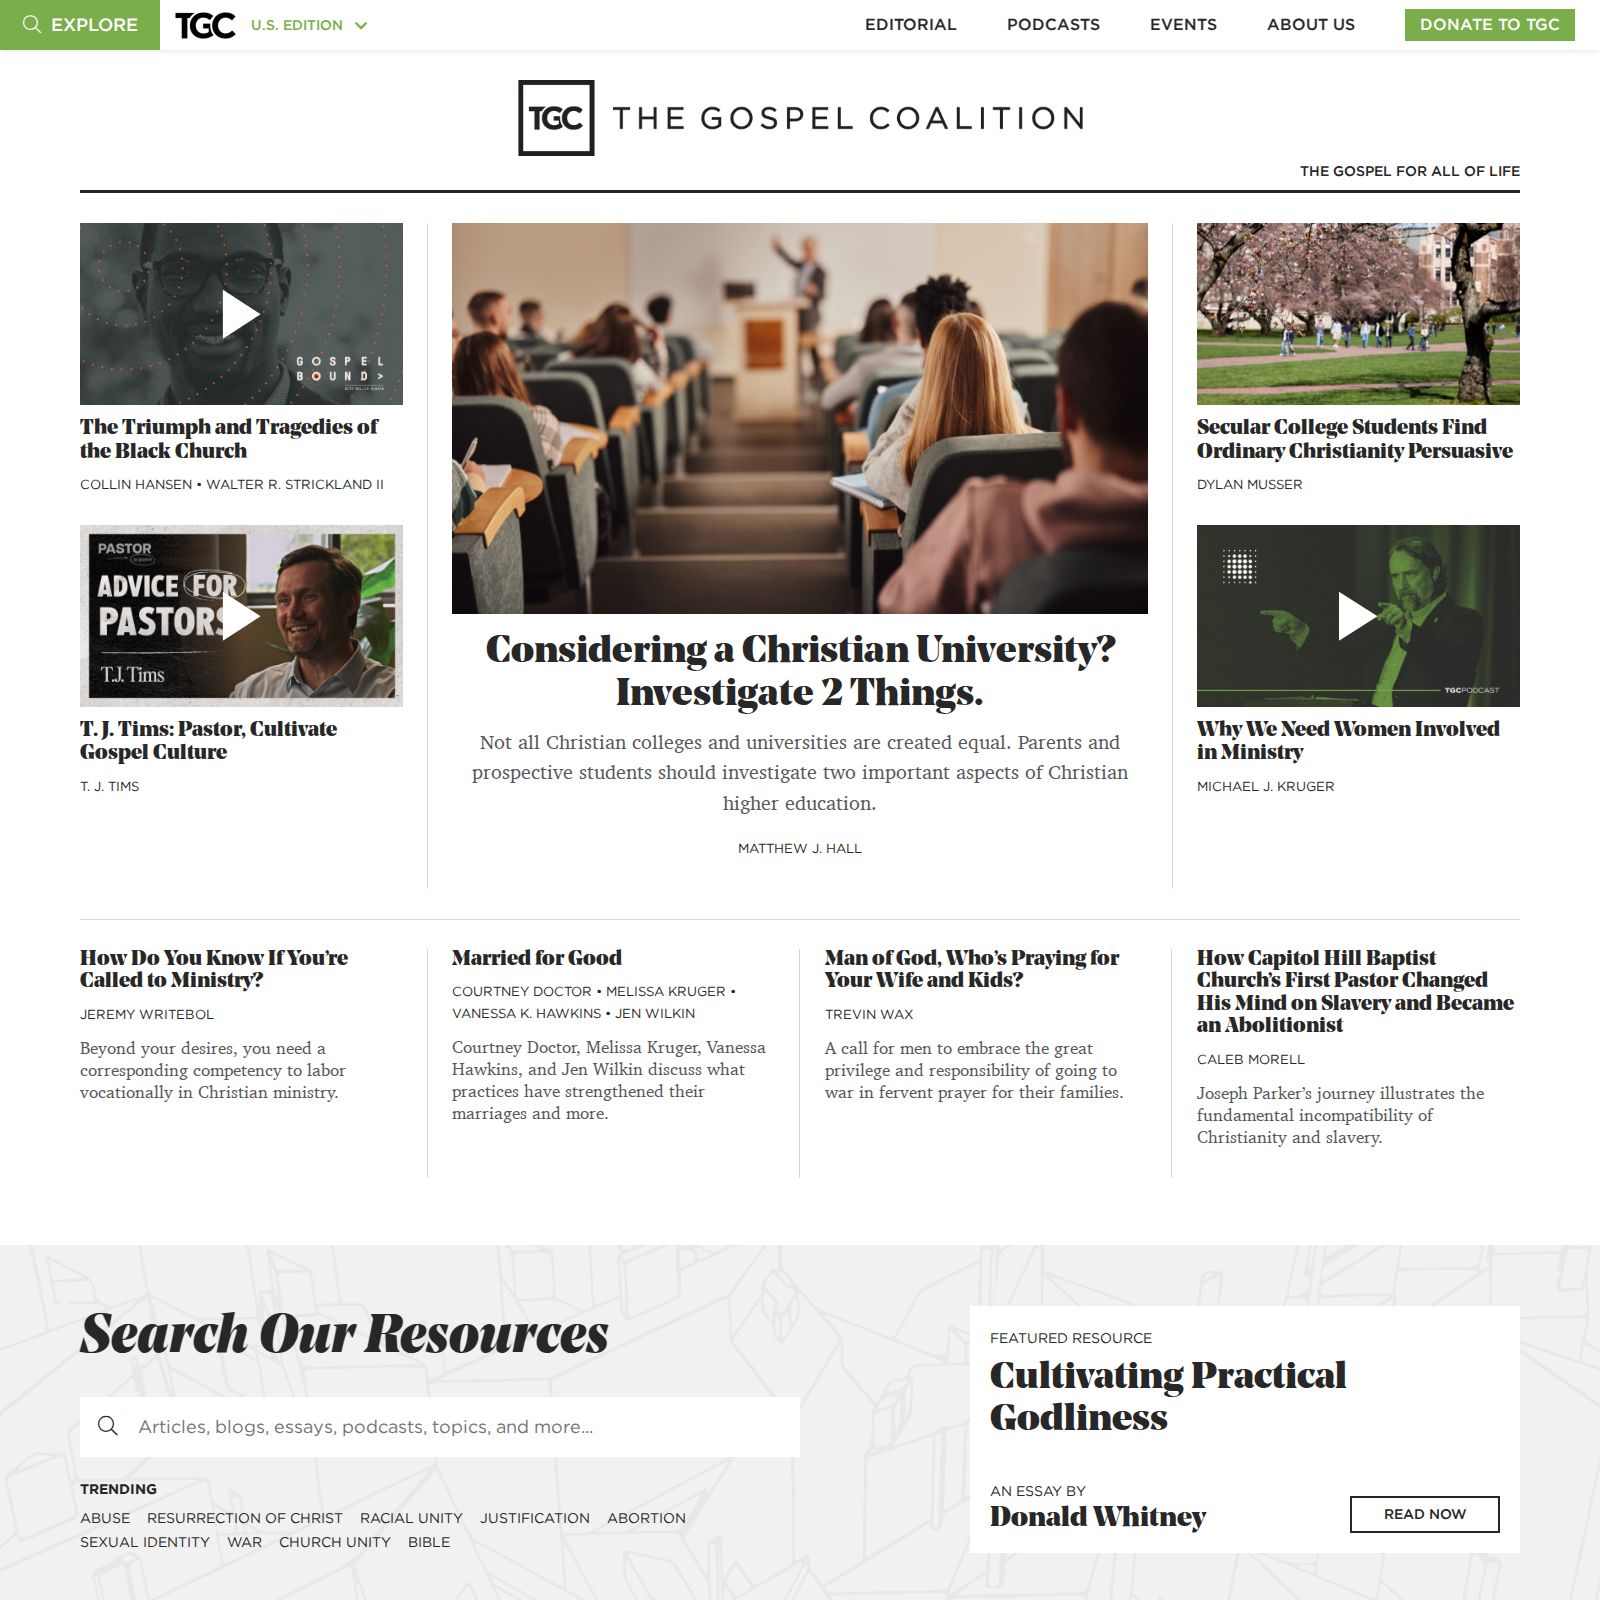 EXPLORE
TGC
U.S. EDITION
EDITORIAL
PODCASTS
EVENTS
ABOUT US
DONATE TO TGC
TGC THE GOSPEL COALITION
THE GOSPEL FOR ALL OF LIFE
GOSPEL
BOUND>
The Triumph and Tragedies of
the Black Church
COLLIN HANSEN • WALTER R. STRICKLAND II
PASTOR
ADVICE FOR
PASTORS
T.J. Tims
T. J. Tims: Pastor, Cultivate
Gospel Culture
T. J. TIMS
Considering a Christian University?
Investigate 2 Things.
Not all Christian colleges and universities are created equal. Parents and
prospective students should investigate two important aspects of Christian
higher education.
MATTHEW J. HALL
Secular College Students Find
Ordinary Christianity Persuasive
DYLAN MUSSER
TGCPODCAST
Why We Need Women Involved
in Ministry
MICHAEL J. KRUGER
How Do You Know If You’re
Called to Ministry?
JEREMY WRITEBOL
Beyond your desires, you need a
corresponding competency to labor
vocationally in Christian ministry.
Married for Good
COURTNEY DOCTOR • MELISSA KRUGER •
VANESSA K. HAWKINS • JEN WILKIN
Courtney Doctor, Melissa Kruger, Vanessa
Hawkins, and Jen Wilkin discuss what
practices have strengthened their
marriages and more.
Man of God, Who’s Praying for
Your Wife and Kids?
TREVIN WAX
A call for men to embrace the great
privilege and responsibility of going to
war in fervent prayer for their families.
How Capitol Hill Baptist
Church’s First Pastor Changed
His Mind on Slavery and Became
an Abolitionist
CALEB MORELL
Joseph Parker’s journey illustrates the
fundamental incompatibility of
Christianity and slavery.
Search Our Resources
Articles, blogs, essays, podcasts, topics, and more...
TRENDING
ABUSE RESURRECTION OF CHRIST RACIAL UNITY JUSTIFICATION ABORTION
SEXUAL IDENTITY WAR CHURCH UNITY BIBLE
FEATURED RESOURCE
Cultivating Practical
Godliness
AN ESSAY BY
Donald Whitney
READ NOW